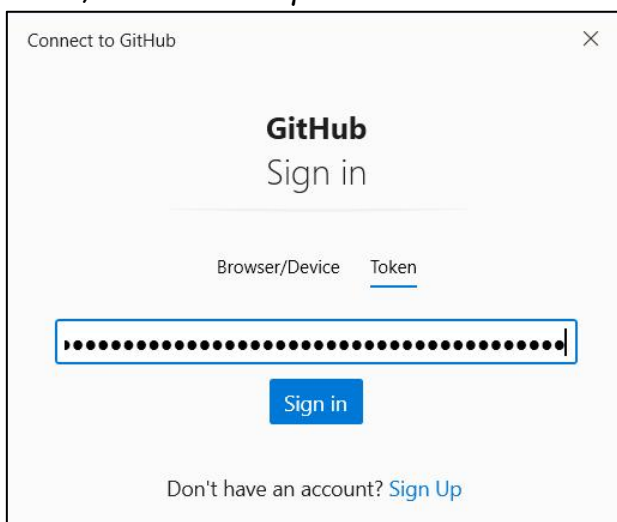 Connect to GitHub
GitHub
Sign in
Browser/Device Token
Sign in
Don't have an account? Sign Up